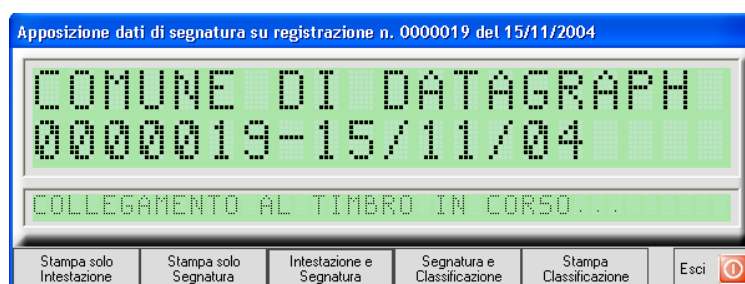 Apposizione dati di segnatura su registrazione n. 0000019 del 15/11/2004
COMUNE DI DATAGRAPH
0000019-15/11/04
COLLEGAMENTO AL TIMBRO IN CORSO...
Stampa solo
Intestazione
Stampa solo
Segnatura
Intestazione e
Segnatura
Segnatura e
Classificazione
Stampa
Classificazione
Esci